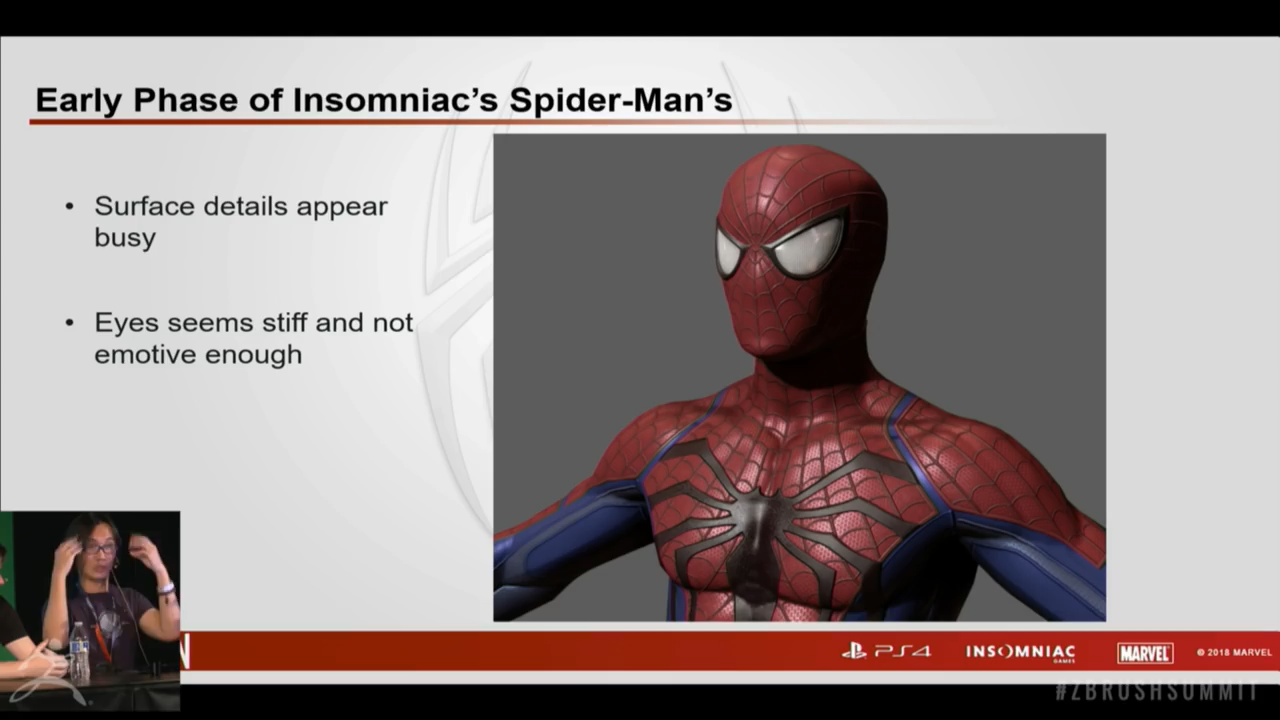 Early Phase of Insomniac's Spider-Man's
• Surface details appear
busy
• Eyes seems stiff and not
emotive enough
N
PS4
INSOMNIAC
GAMES
MARVEL
© 2018 MARVEL
#ZBRUSHSUMMIT